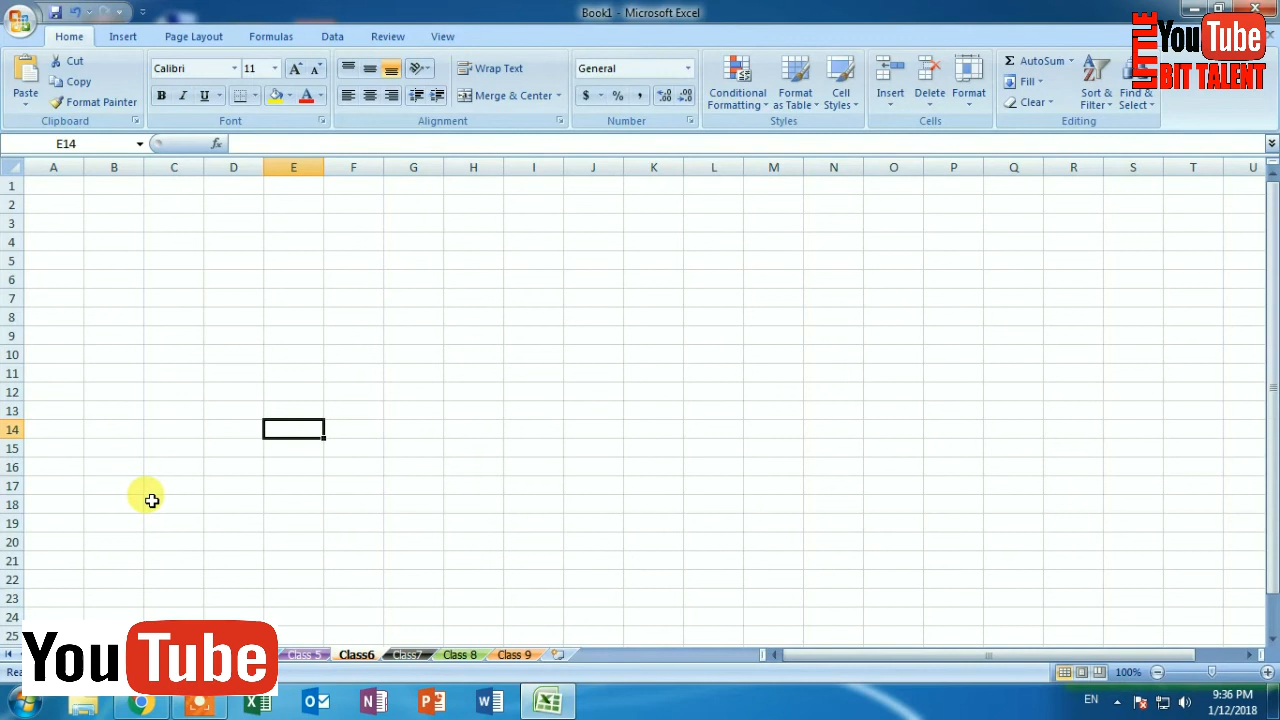 Book1 - Microsoft Excel
Home Insert Page Layout Formulas Data Review View
Paste
Cut
Copy
Format Painter
Clipboard
Calibri 11
B I U
Font
Wrap Text
Merge & Center
Alignment
General
$ % ,
Number
Conditional Formatting
Format as Table
Cell Styles
Styles
Insert
Delete
Format
Cells
Σ AutoSum
Fill
Clear
Sort & Filter
Find & Select
Editing
LITTLE
YouTube
BIT TALENT
E14 fx
A B C D E F G H I J K L M N O P Q R S T U
1
2
3
4
5
6
7
8
9
10
11
12
13
14
15
16
17
18
19
20
21
22
23
24
25
YouTube
Class 5 Class6 Class7 Class 8 Class 9
Rea
100%
EN
9:36 PM
1/12/2018